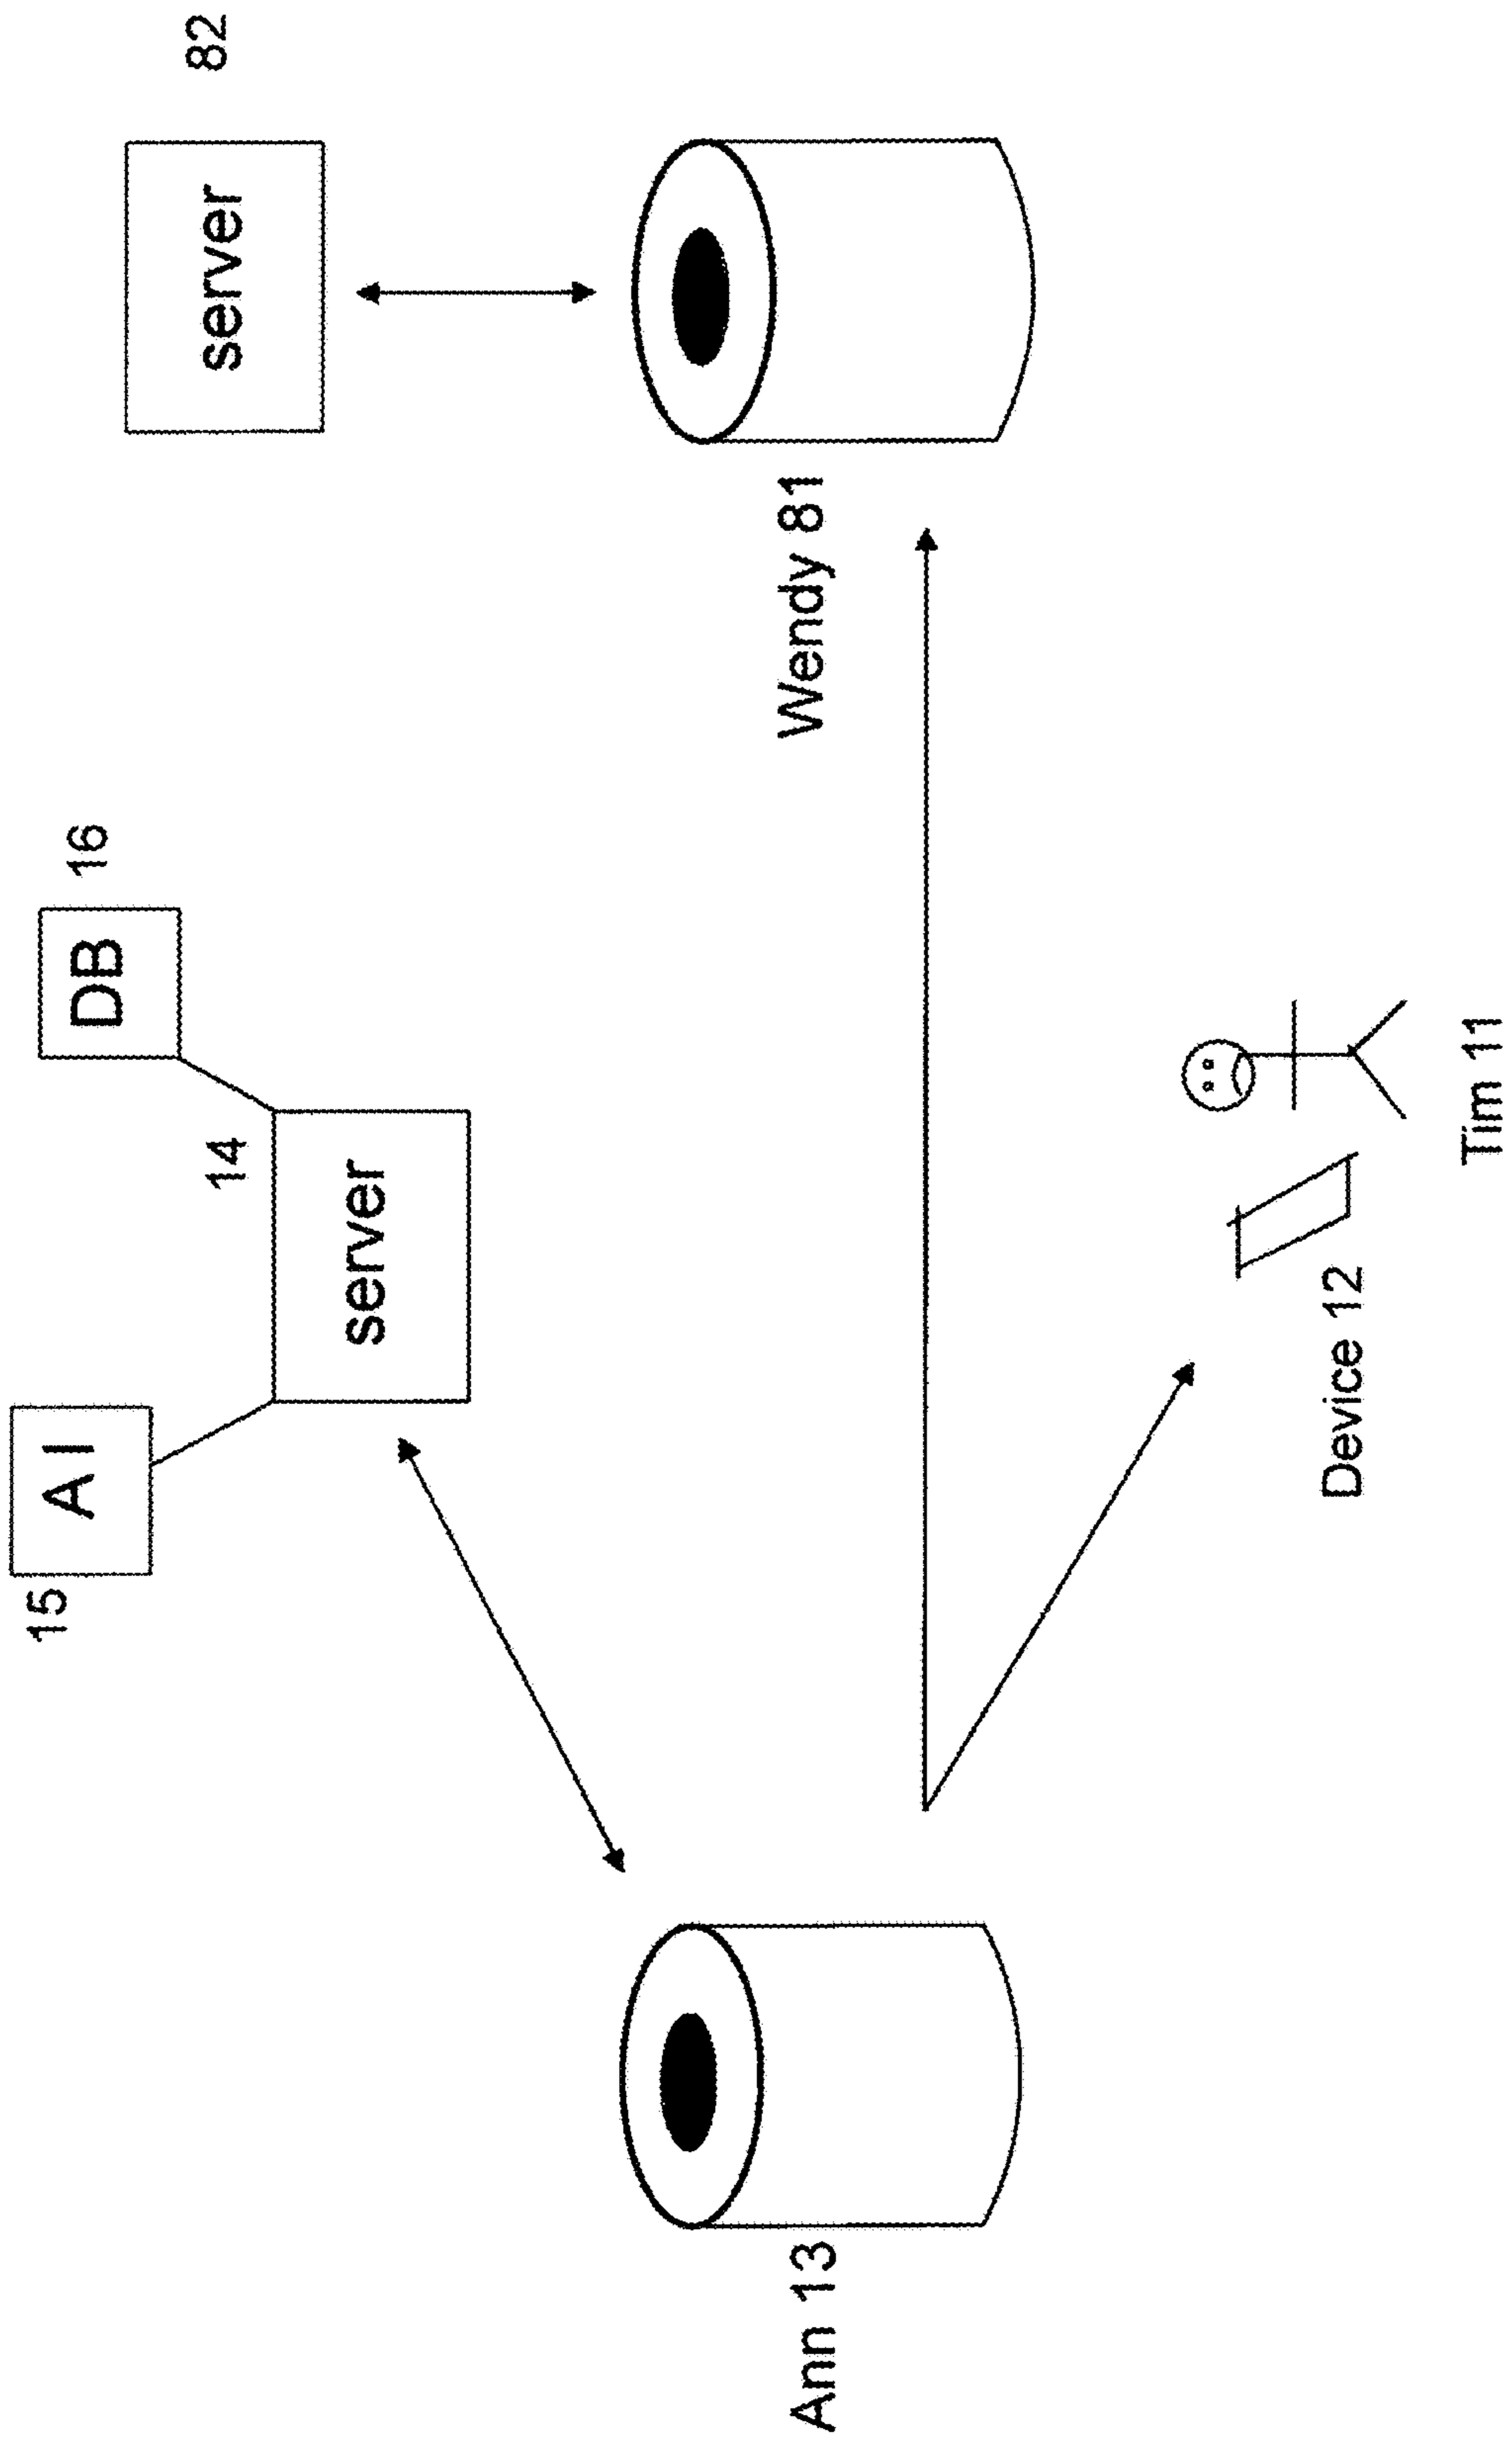 15
A I
DB
16
14
server
server
82
Ann 13
Wendy 81
Device 12
Tim 11